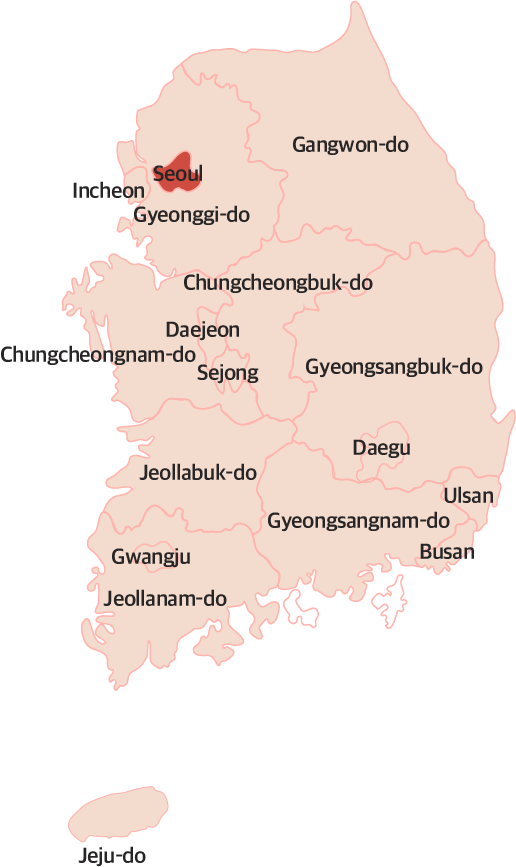 Gangwon-do
Seoul
Incheon
Gyeonggi-do
Chungcheongbuk-do
Daejeon
Chungcheongnam-do
Gyeongsangbuk-do
Sejong
Daegu
Jeollabuk-do
Ulsan
Gyeongsangnam-do
Busan
Gwangju
Jeollanam-do
Jeju-do